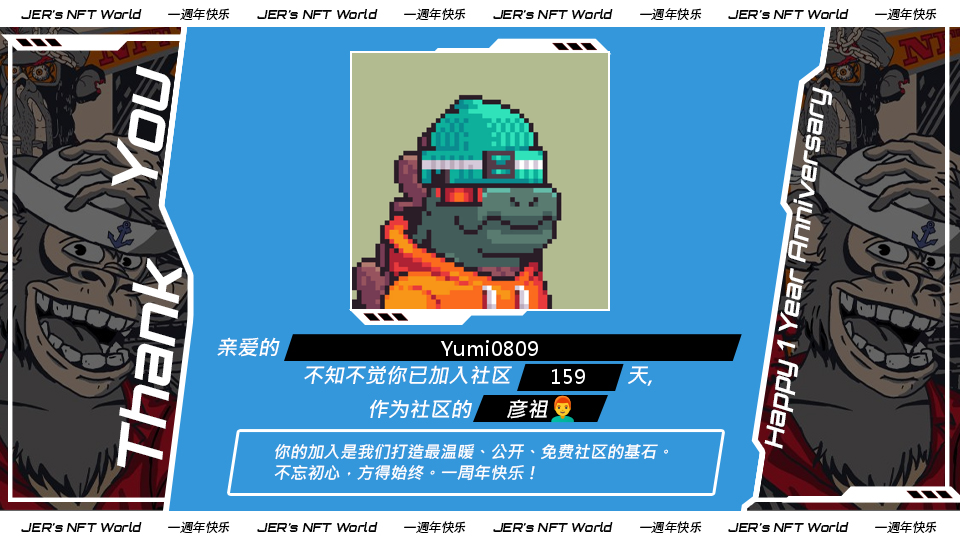 JER's NFT World 一週年快乐 JER's NFT World 一週年快乐 JER's NFT World 一週年快乐 JER's NFT World 一週年快乐
Thank You
亲爱的 Yumi0809
不知不觉你已加入社区 159 天,
作为社区的 彦祖👨‍🦰
你的加入是我们打造最温暖、公开、免费社区的基石。
不忘初心，方得始终。一周年快乐！
Happy 1 Year Anniversary
JER's NFT World 一週年快乐 JER's NFT World 一週年快乐 JER's NFT World 一週年快乐 JER's NFT World 一週年快乐